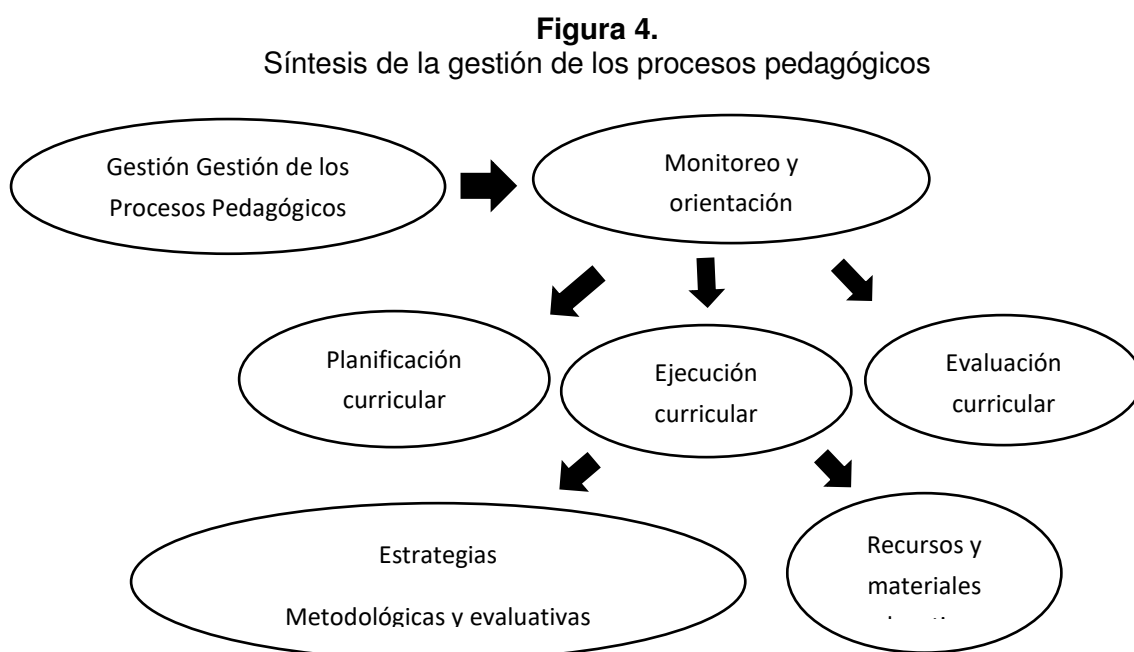 Figura 4.
Síntesis de la gestión de los procesos pedagógicos
Gestión Gestión de los
Procesos Pedagógicos
Monitoreo y
orientación
Planificación
curricular
Ejecución
curricular
Evaluación
curricular
Estrategias
Metodológicas y evaluativas
Recursos y
materiales